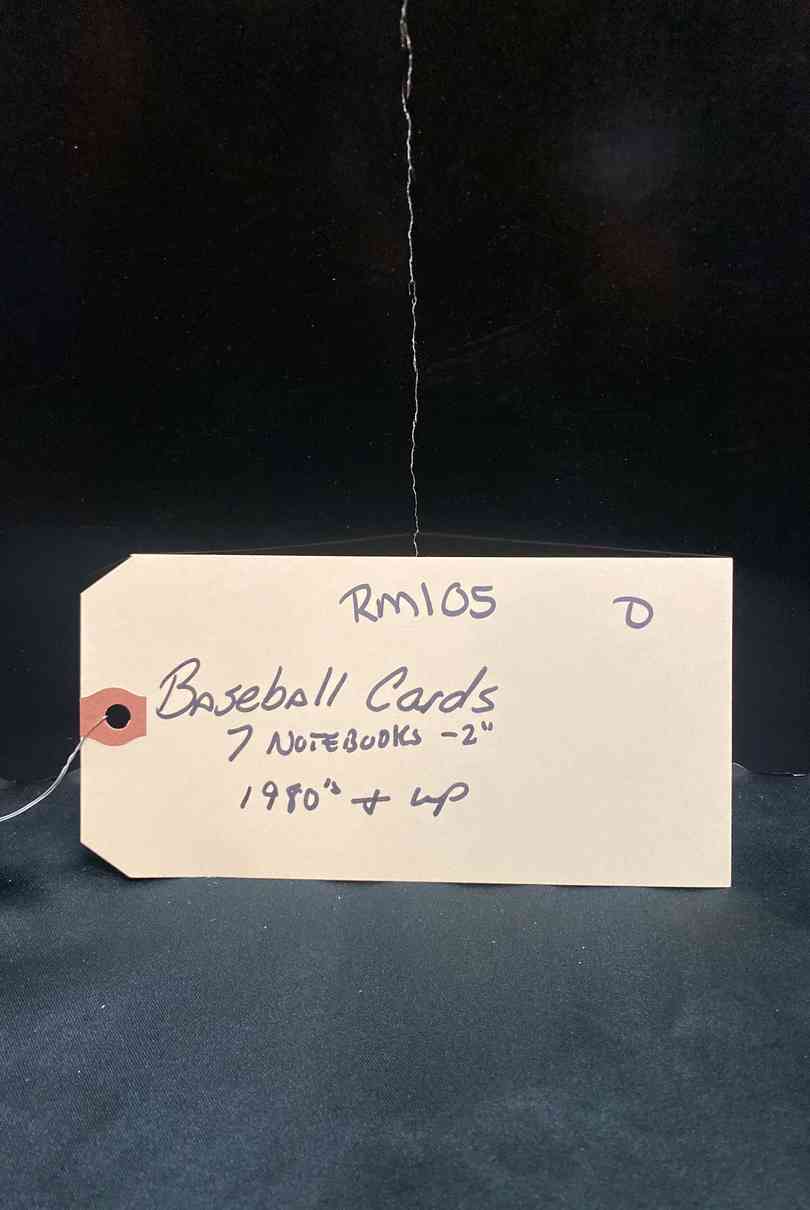 RM105 D
Baseball Cards
7 NOTEBOOKS -2"
1980's + up